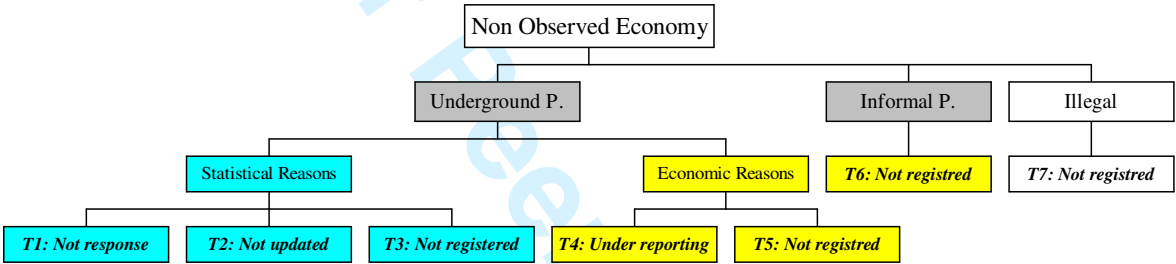 Non Observed Economy
Underground P.
Informal P.
Illegal
Statistical Reasons
Economic Reasons
T6: Not registred
T7: Not registred
T1: Not response
T2: Not updated
T3: Not registered
T4: Under reporting
T5: Not registred
Peer